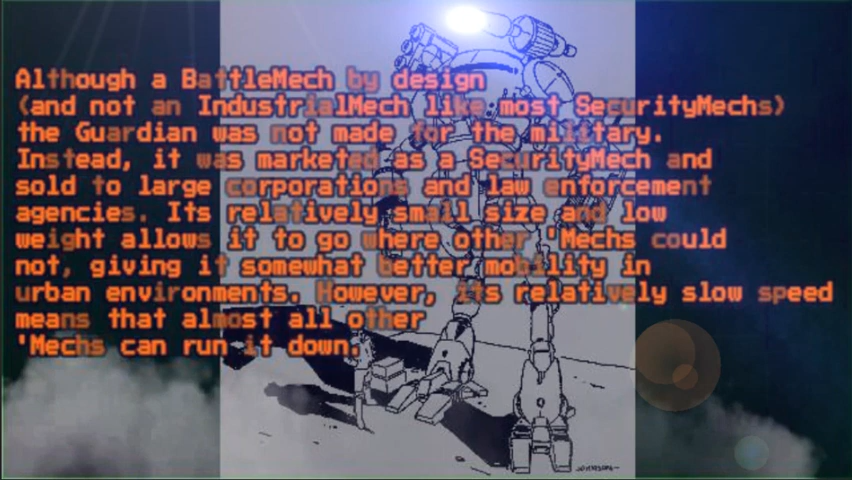 Although a BattleMech by design
(and not an IndustrialMech like most SecurityMechs)
the Guardian was not made for the military.
Instead, it was marketed as a SecurityMech and
sold to large corporations and law enforcement
agencies. Its relatively small size and low
weight allows it to go where other 'Mechs could
not, giving it somewhat better mobility in
urban environments. However, its relatively slow speed
means that almost all other
'Mechs can run it down.